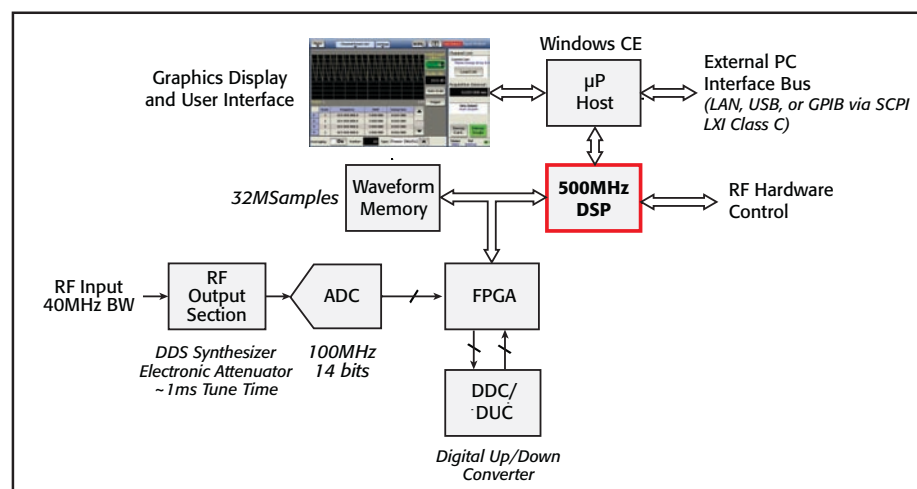 Windows CE
Graphics Display
and User Interface
µP
Host
External PC
Interface Bus
(LAN, USB, or GPIB via SCPI
LXI Class C)
32MSamples
Waveform
Memory
500MHz
DSP
RF Hardware
Control
RF Input
40MHz BW
RF
Output
Section
ADC
FPGA
DDS Synthesizer
Electronic Attenuator
~1ms Tune Time
100MHz
14 bits
DDC/
DUC
Digital Up/Down
Converter